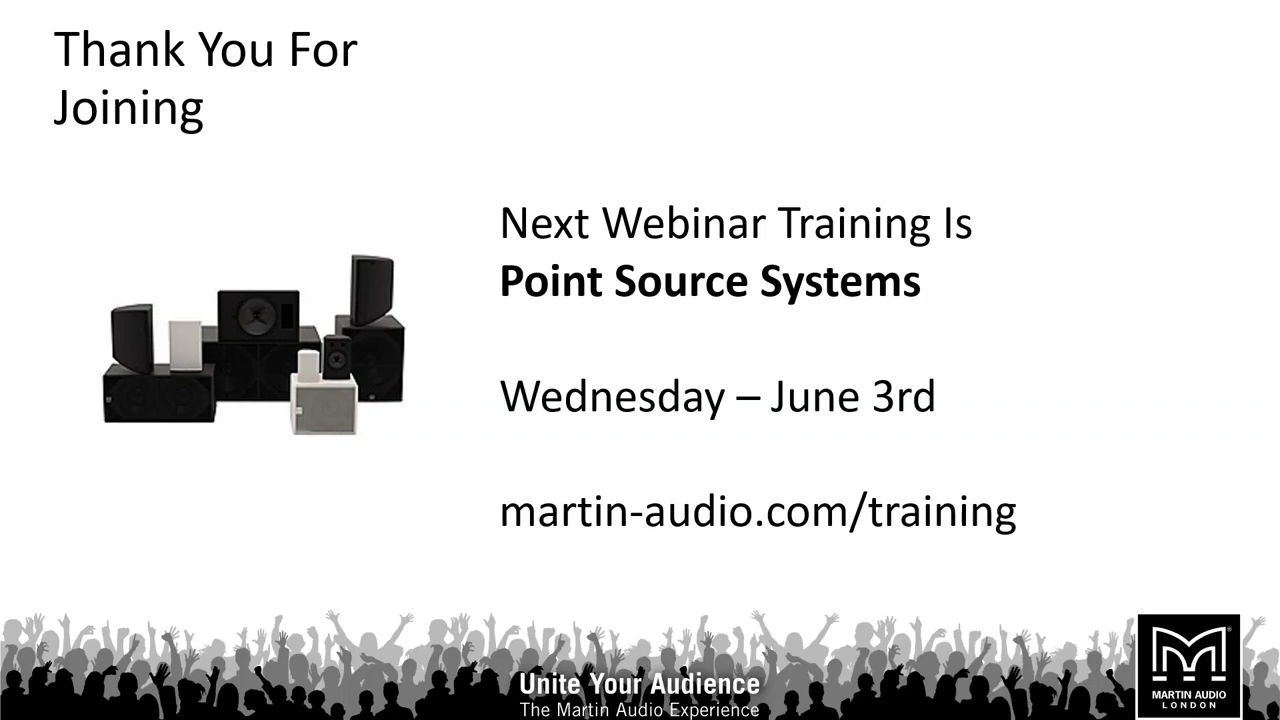 Thank You For
Joining
Next Webinar Training Is
Point Source Systems
Wednesday – June 3rd
martin-audio.com/training
Unite Your Audience
The Martin Audio Experience
®
MARTIN AUDIO
LONDON